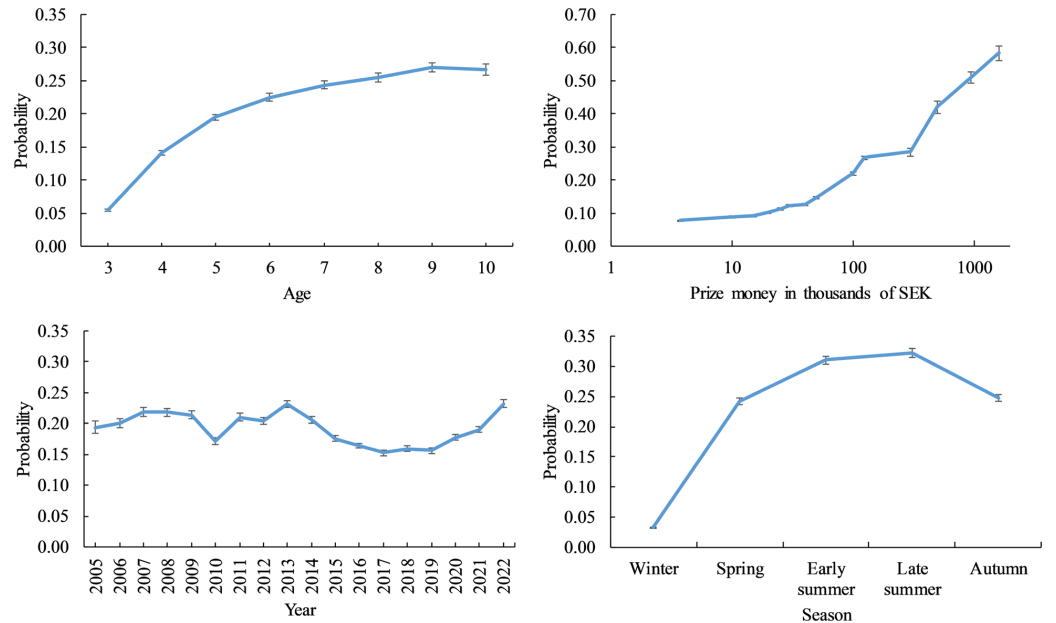 0.35
0.30
0.25
0.20
0.15
0.10
0.05
0.00
Probability
3 4 5 6 7 8 9 10
Age
0.70
0.60
0.50
0.40
0.30
0.20
0.10
0.00
Probability
1 10 100 1000
Prize money in thousands of SEK
0.35
0.30
0.25
0.20
0.15
0.10
0.05
0.00
Probability
2005 2006 2007 2008 2009 2010 2011 2012 2013 2014 2015 2016 2017 2018 2019 2020 2021 2022
Year
0.35
0.30
0.25
0.20
0.15
0.10
0.05
0.00
Probability
Winter Spring Early Late Autumn
summer summer
Season